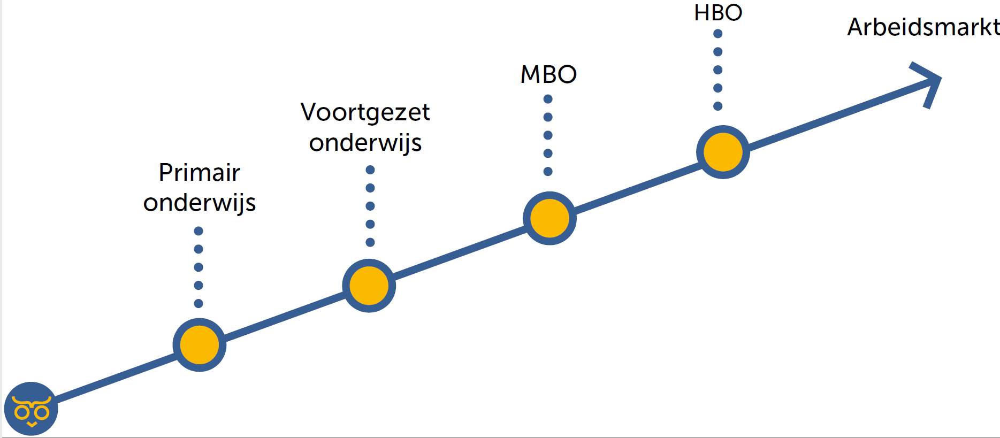 Primair
onderwijs
Voortgezet
onderwijs
MBO
HBO
Arbeidsmarkt